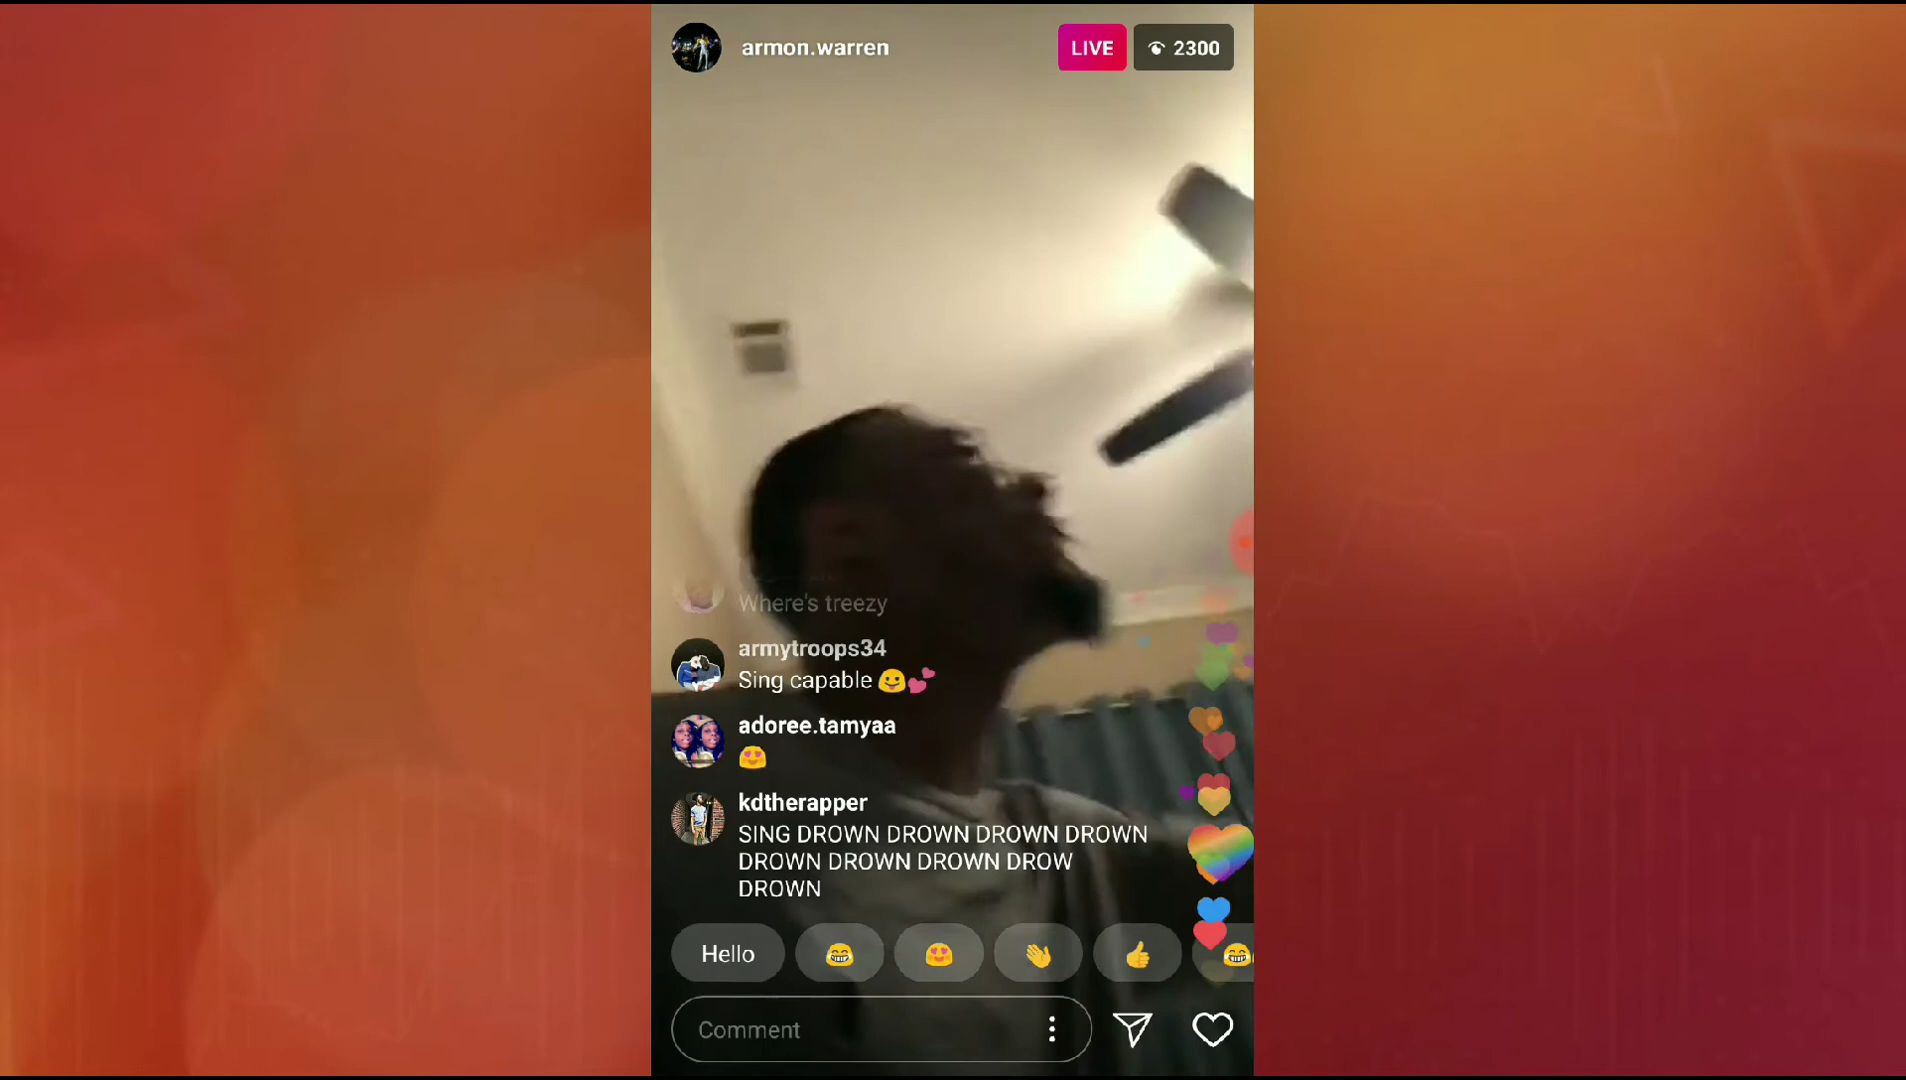 armon.warren
LIVE
2300
Where's treezy
armytroops34
Sing capable 😛💕
adoree.tamyaa
😍
kdtherapper
SING DROWN DROWN DROWN DROWN
DROWN DROWN DROWN DROW
DROWN
Hello 😂 😍 👏 👍 😂
Comment